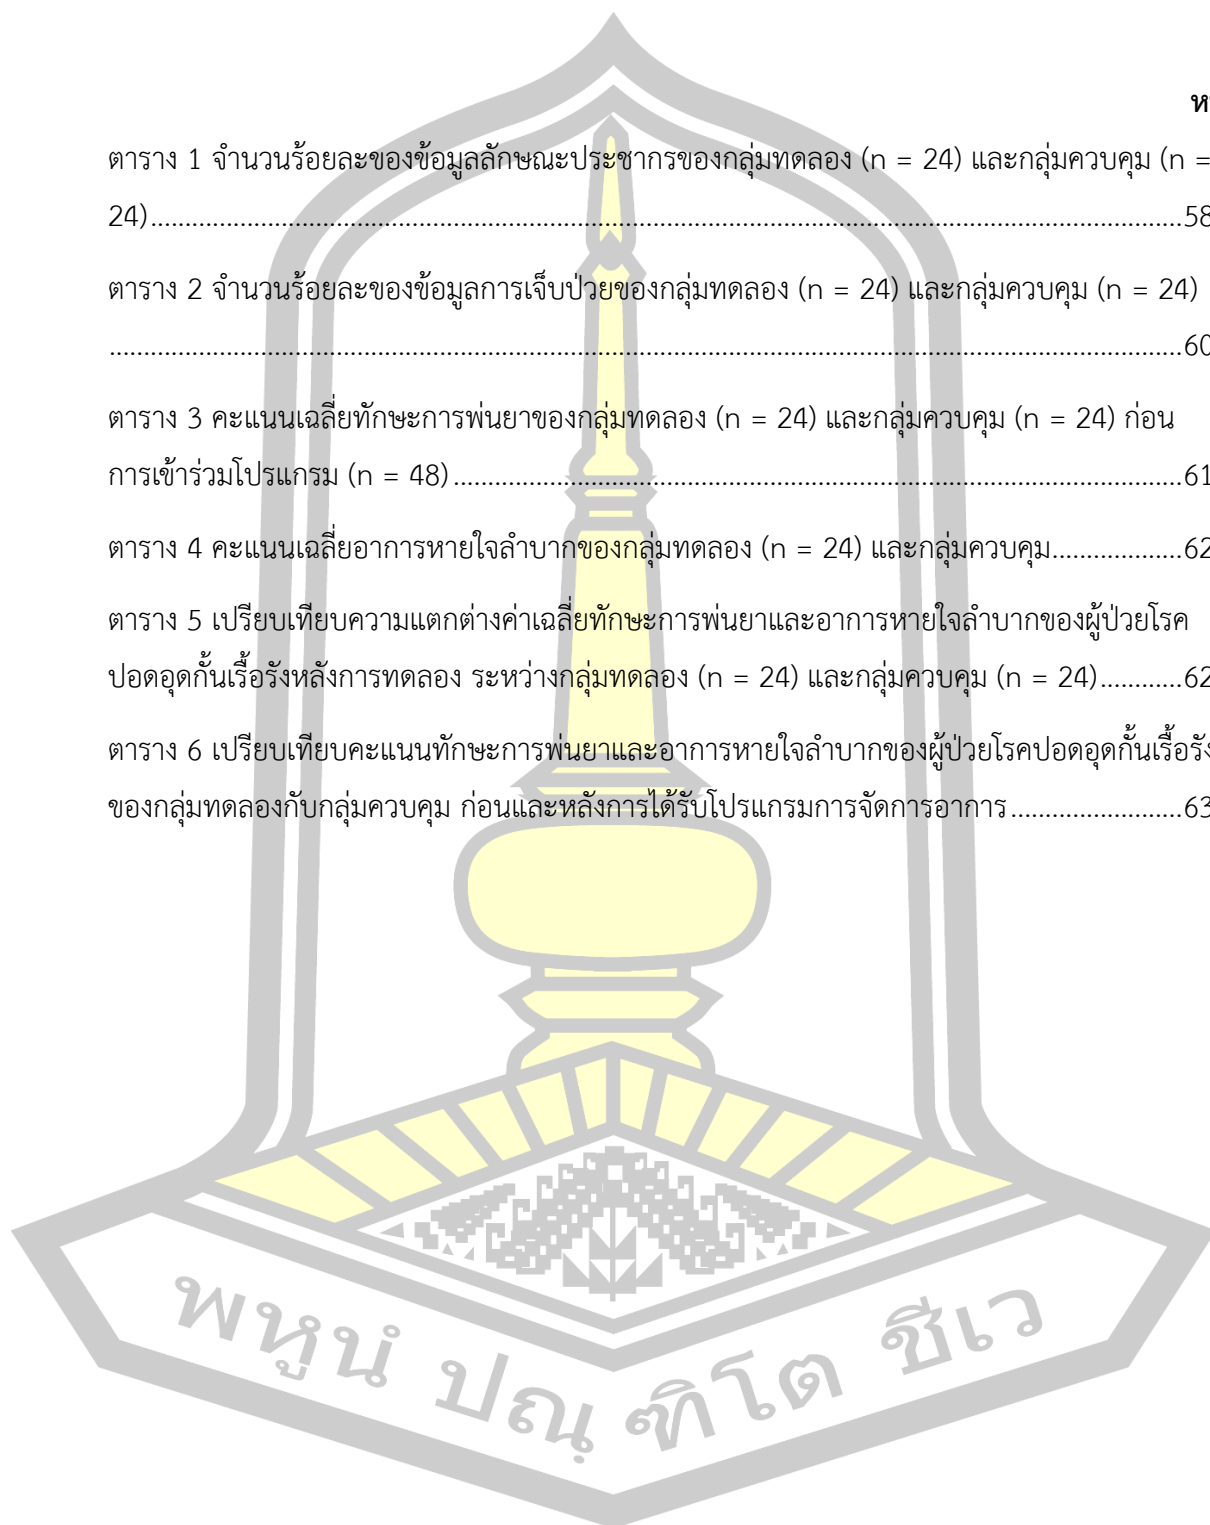 ตาราง 1 จำนวนร้อยละของข้อมูลลักษณะประชากรของกลุ่มทดลอง (n = 24) และกลุ่มควบคุม (n =
24)..........................................................................................................................................................58
ตาราง 2 จำนวนร้อยละของข้อมูลการเจ็บป่วยของกลุ่มทดลอง (n = 24) และกลุ่มควบคุม (n = 24)
................................................................................................................................................................60
ตาราง 3 คะแนนเฉลี่ยทักษะการพ่นยาของกลุ่มทดลอง (n = 24) และกลุ่มควบคุม (n = 24) ก่อน
การเข้าร่วมโปรแกรม (n = 48).............................................................................................................61
ตาราง 4 คะแนนเฉลี่ยอาการหายใจลำบากของกลุ่มทดลอง (n = 24) และกลุ่มควบคุม...................62
ตาราง 5 เปรียบเทียบความแตกต่างค่าเฉลี่ยทักษะการพ่นยาและอาการหายใจลำบากของผู้ป่วยโรค
ปอดอุดกั้นเรื้อรังหลังการทดลอง ระหว่างกลุ่มทดลอง (n = 24) และกลุ่มควบคุม (n = 24)............62
ตาราง 6 เปรียบเทียบคะแนนทักษะการพ่นยาและอาการหายใจลำบากของผู้ป่วยโรคปอดอุดกั้นเรื้อรัง
ของกลุ่มทดลองกับกลุ่มควบคุม ก่อนและหลังการได้รับโปรแกรมการจัดการอาการ.........................63
พหูนํ ปณฺฑิโต ชีเว